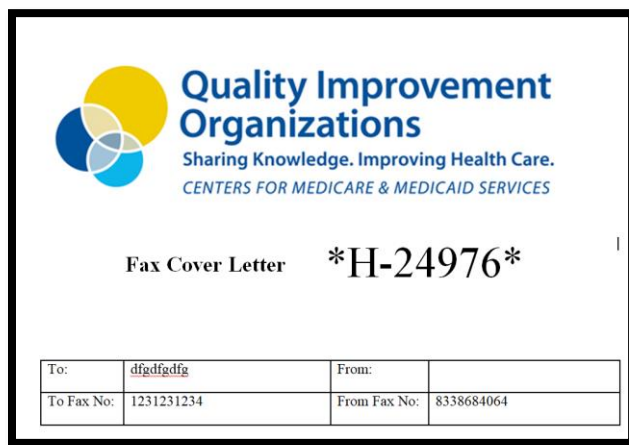 Quality Improvement
Organizations
Sharing Knowledge. Improving Health Care.
CENTERS FOR MEDICARE & MEDICAID SERVICES
Fax Cover Letter *H-24976*
To: dfgdfgdfg From:
To Fax No: 1231231234 From Fax No: 8338684064